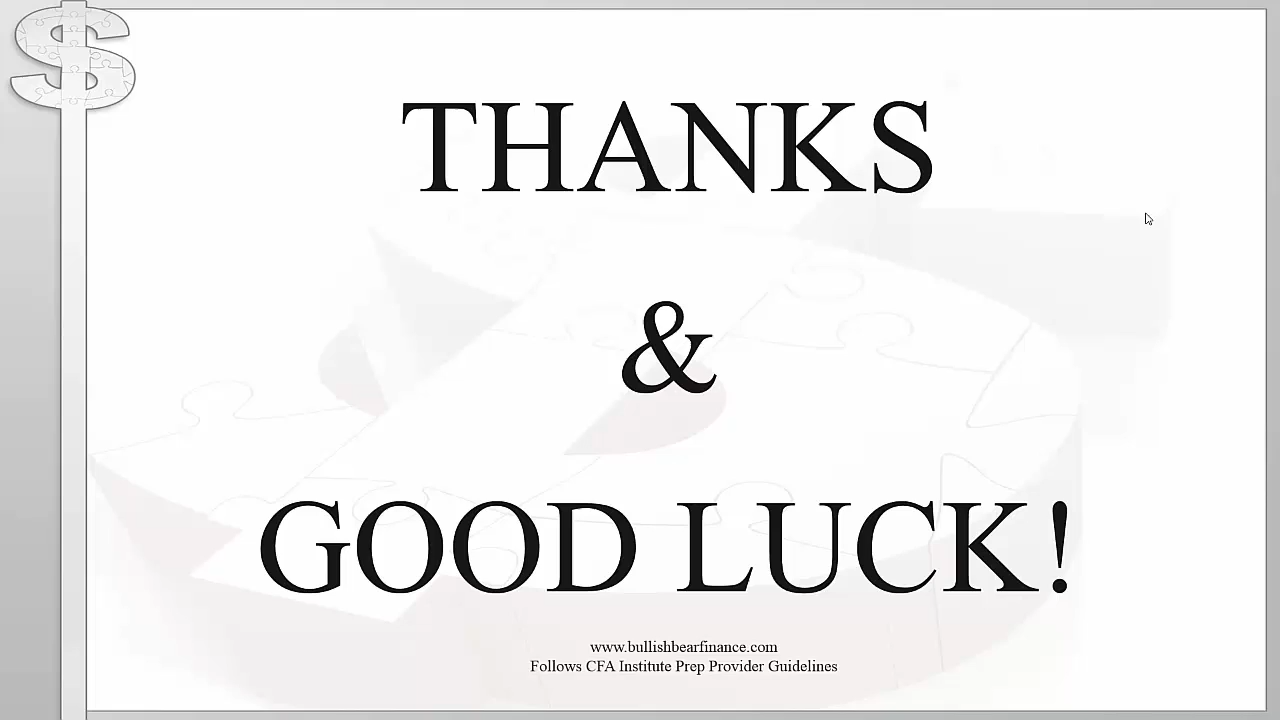 THANKS
&
GOOD LUCK!
www.bullishbearfinance.com
Follows CFA Institute Prep Provider Guidelines